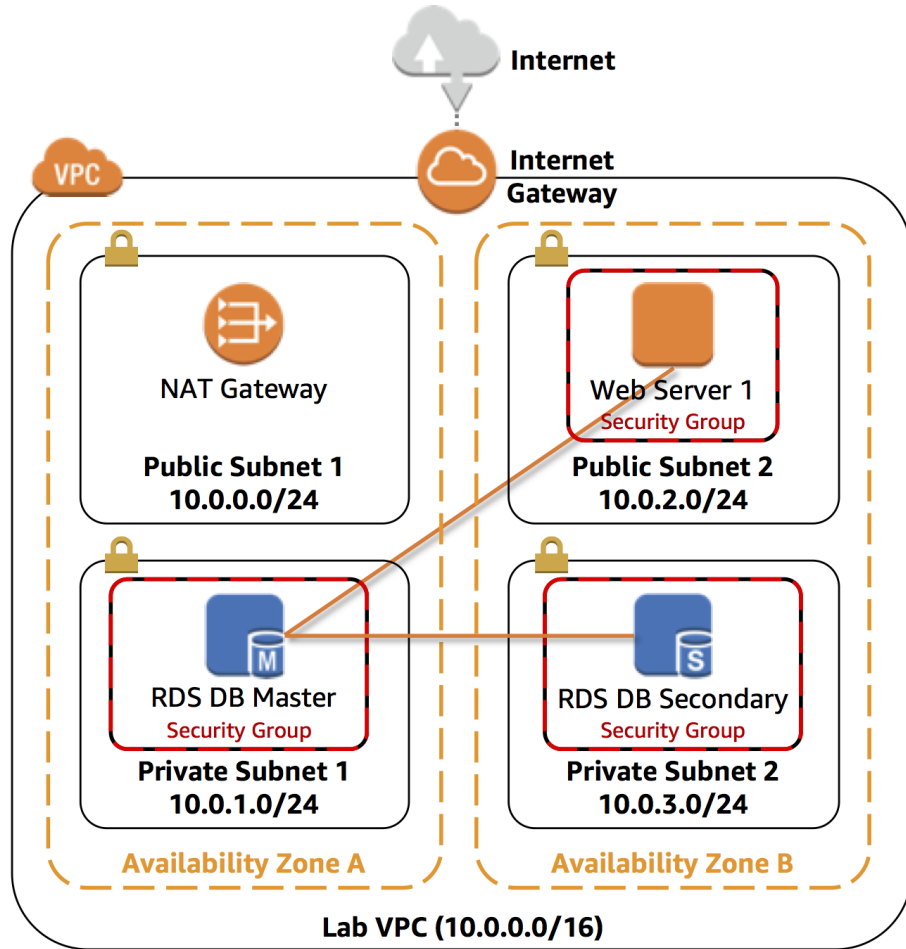 Internet
Internet
Gateway
VPC
NAT Gateway
Public Subnet 1
10.0.0.0/24
Web Server 1
Security Group
Public Subnet 2
10.0.2.0/24
M
RDS DB Master
Security Group
Private Subnet 1
10.0.1.0/24
S
RDS DB Secondary
Security Group
Private Subnet 2
10.0.3.0/24
Availability Zone A
Availability Zone B
Lab VPC (10.0.0.0/16)